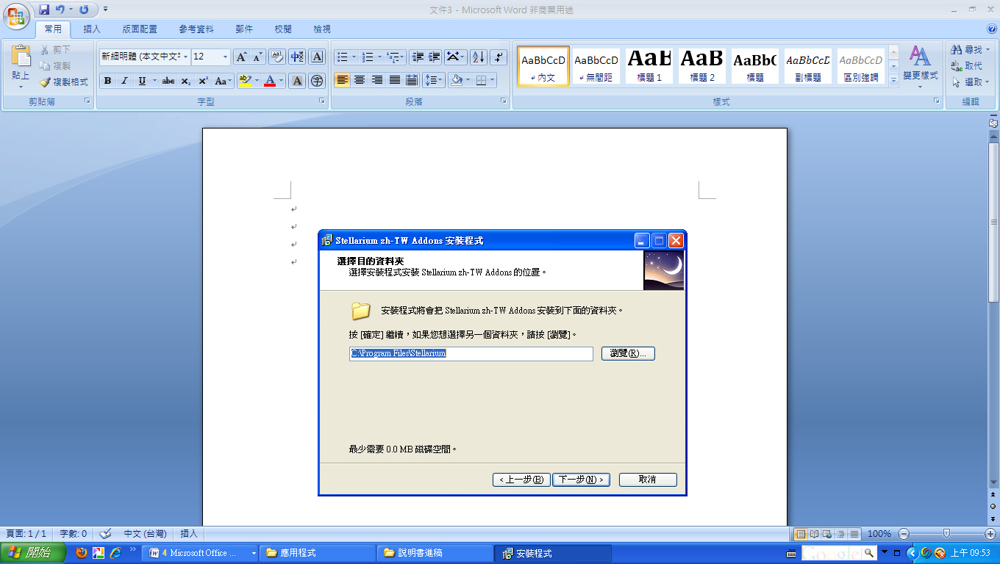 文件3 - Microsoft Word 非商業用途
常用 插入 版面配置 參考資料 郵件 校閱 檢視
貼上
剪下
複製
複製格式
剪貼簿
新細明體 (本文中文 12
字型
段落
AaBbCcD AaBbCcD AaB AaB AaBbC AaBbCcD AaBbCcD
內文 無間距 標題 1 標題 2 標題 副標題 區別強調
變更樣式
樣式
尋找
取代
選取
編輯
Stellarium zh-TW Addons 安裝程式
選擇目的資料夾
選擇安裝程式安裝 Stellarium zh-TW Addons 的位置。
安裝程式將會把 Stellarium zh-TW Addons 安裝到下面的資料夾。
按 [確定] 繼續，如果您想選擇另一個資料夾，請按 [瀏覽]。
C:\Program Files\Stellarium
瀏覽(R)...
最少需要 0.0 MB 磁碟空間。
< 上一步(B) 下一步(N) > 取消
頁面: 1 / 1 字數: 0 中文 (台灣) 插入 100%
開始 4 Microsoft Office ... 應用程式 說明書進稿 安裝程式 Google 上午 09:53